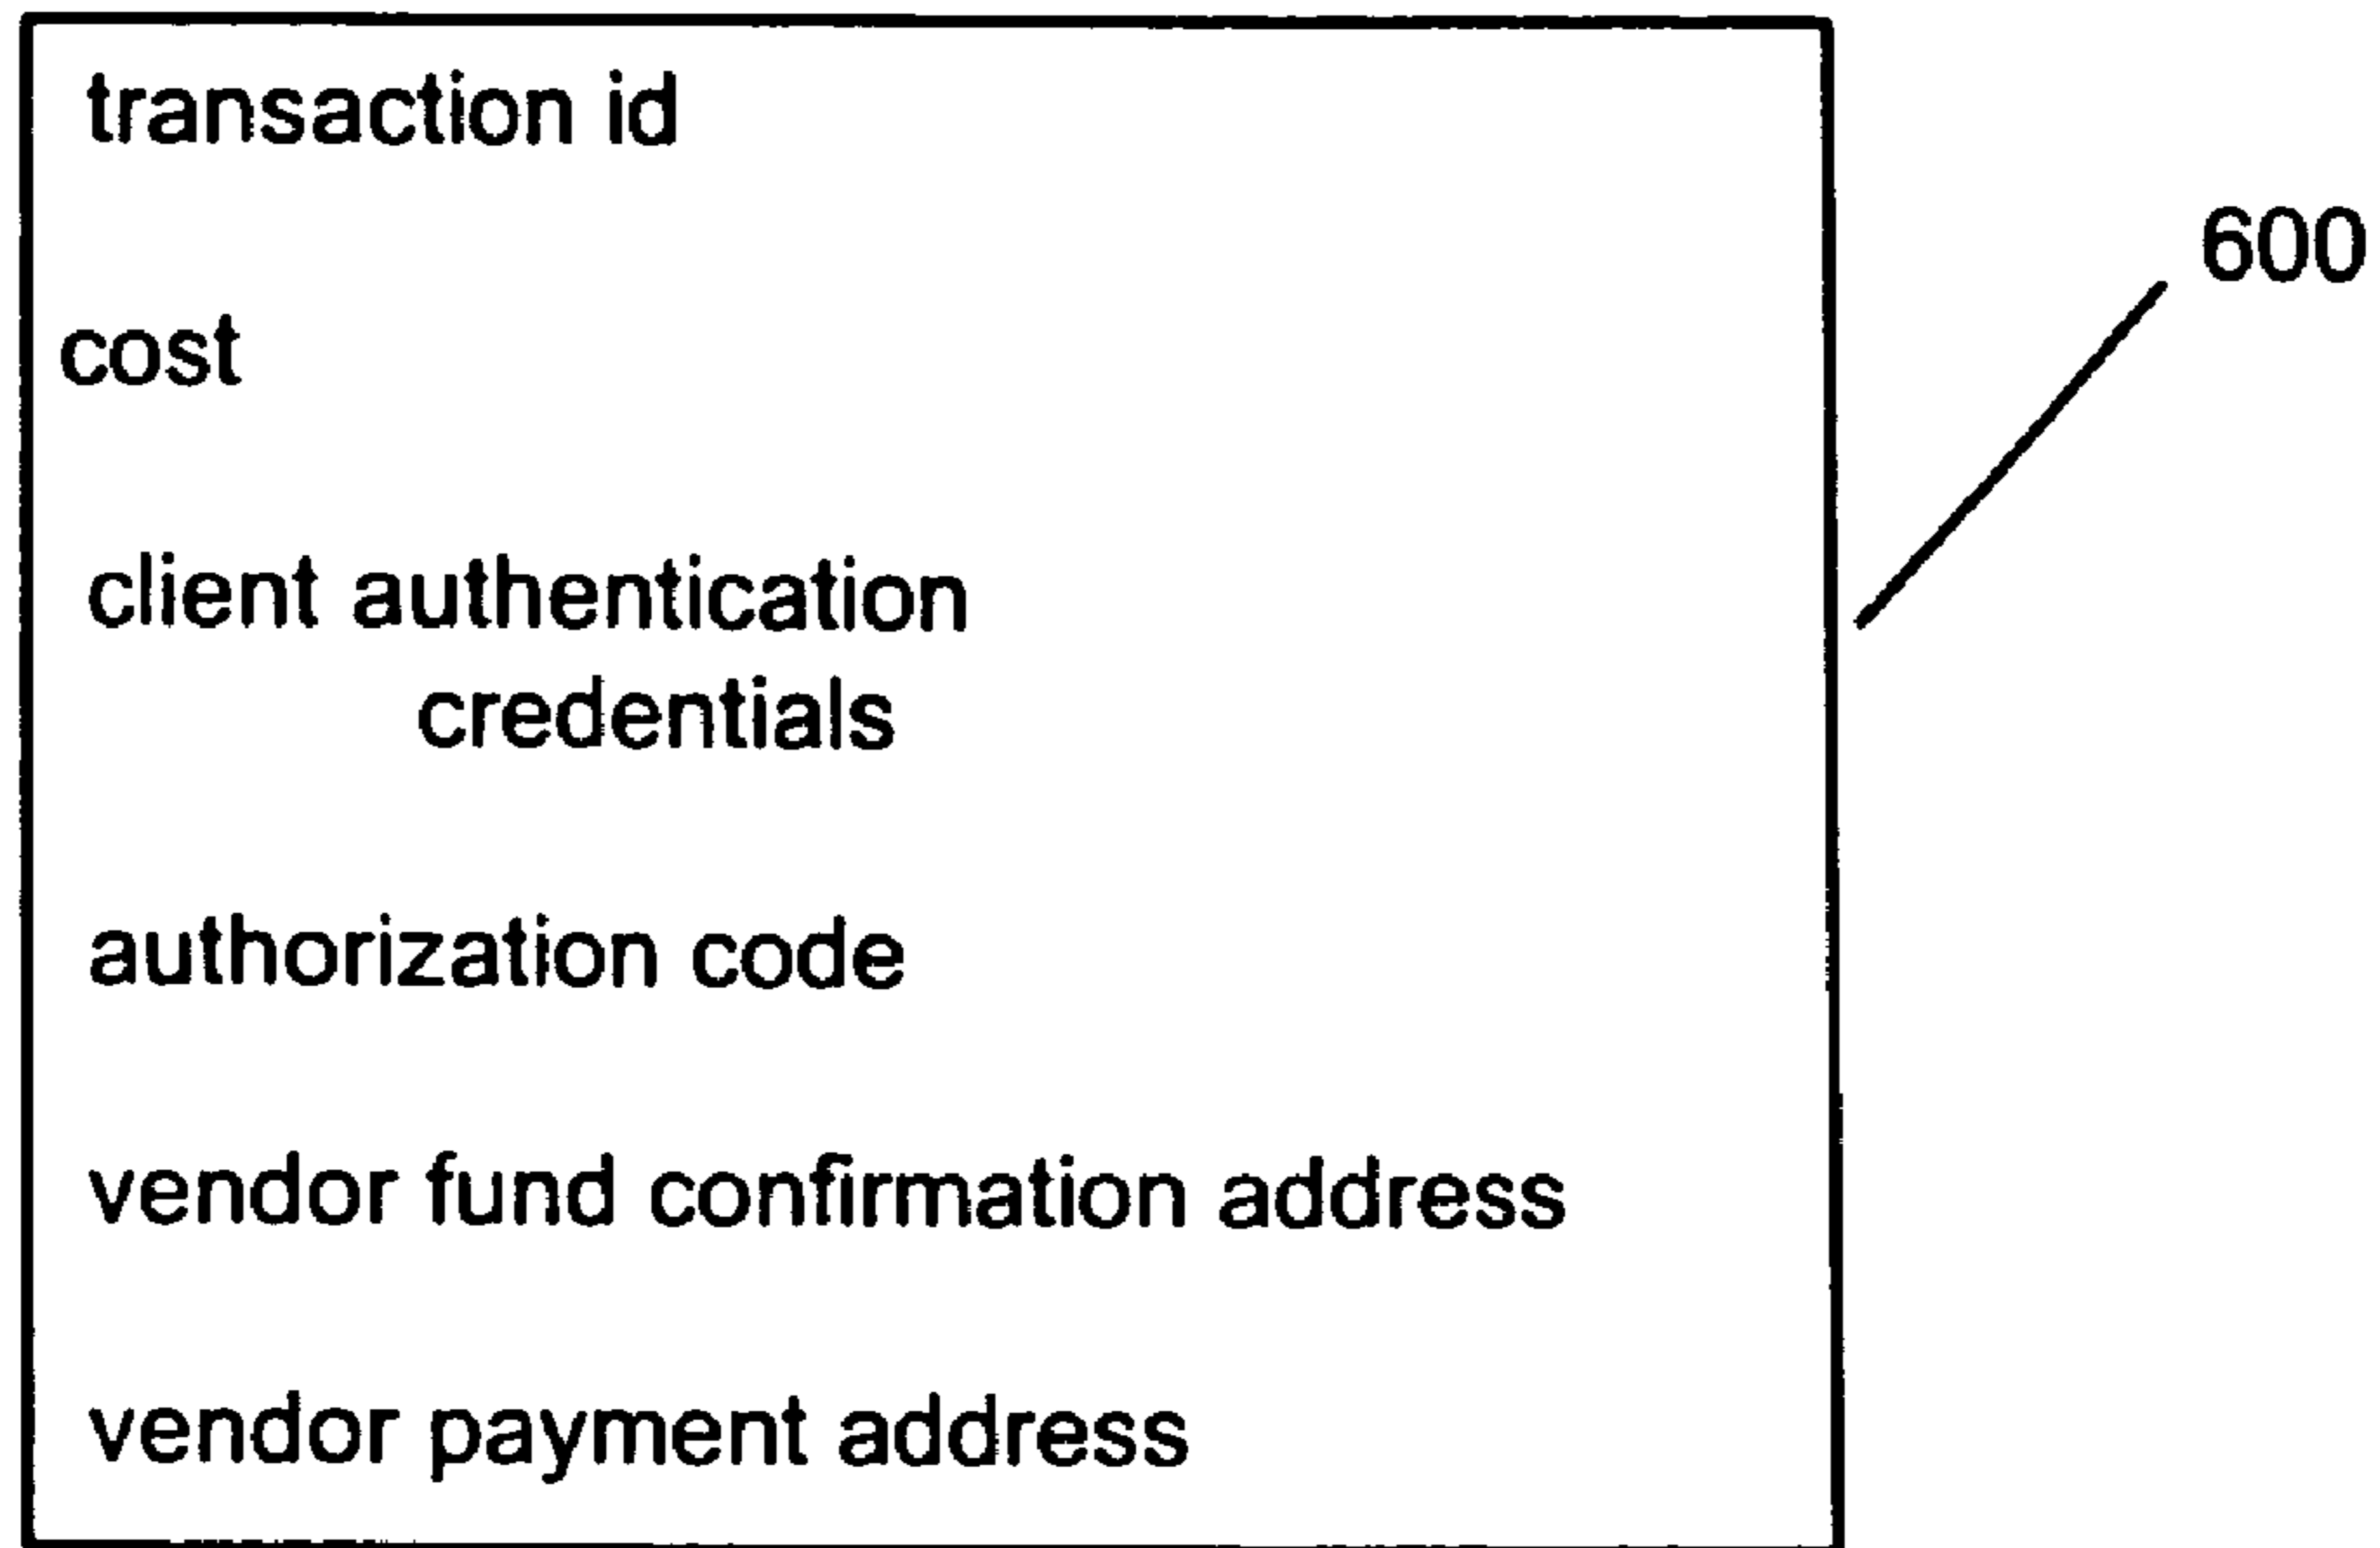 transaction id
600
cost
client authentication
credentials
authorization code
vendor fund confirmation address
vendor payment address